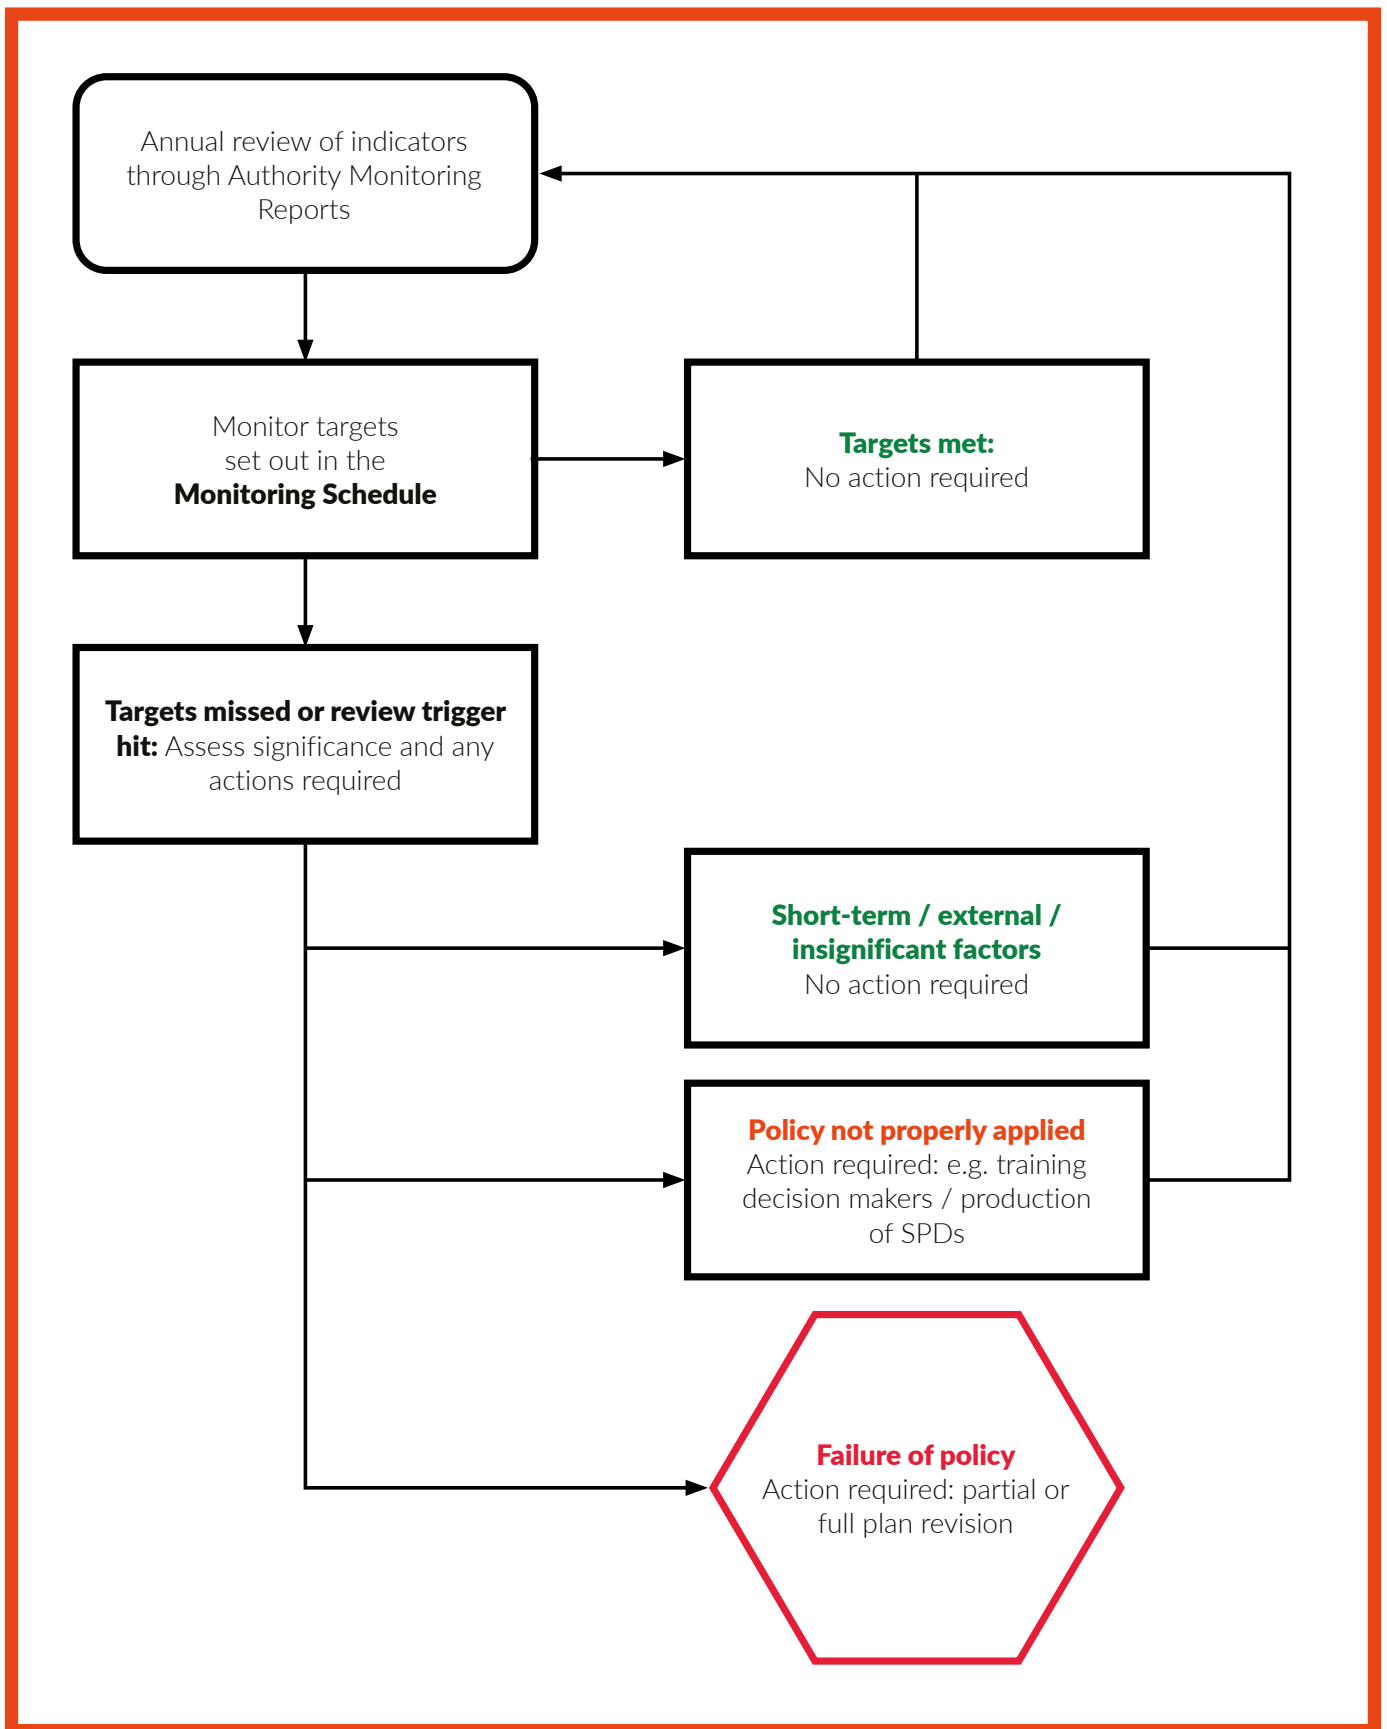 Annual review of indicators
through Authority Monitoring
Reports
Monitor targets
set out in the
Monitoring Schedule
Targets met:
No action required
Targets missed or review trigger
hit: Assess significance and any
actions required
Short-term / external /
insignificant factors
No action required
Policy not properly applied
Action required: e.g. training
decision makers / production
of SPDs
Failure of policy
Action required: partial or
full plan revision